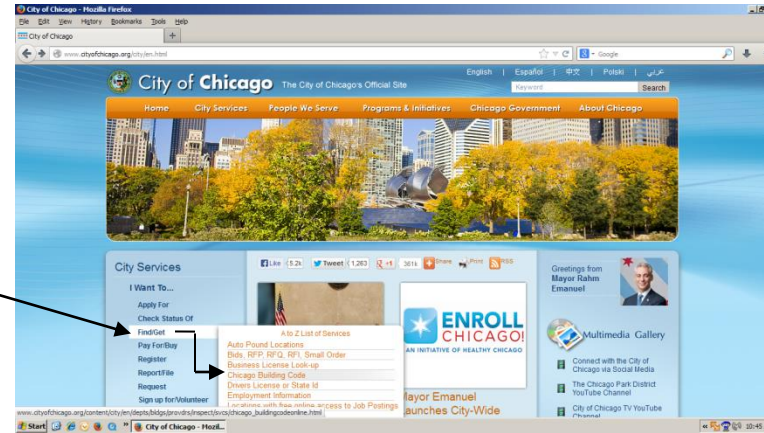 City of Chicago - Mozilla Firefox
File Edit View History Bookmarks Tools Help
City of Chicago +
www.cityofchicago.org/city/en.html
Google
English | Español | 中文 | Polski | عربي
City of Chicago The City of Chicago's Official Site
Keyword Search
Home City Services People We Serve Programs & Initiatives Chicago Government About Chicago
City Services
I Want To...
Apply For
Check Status Of
Find/Get
Pay For/Buy
Register
Report/File
Request
Sign up for/Volunteer
Like 5.2k Tweet 1,263 +1 381k Share Print RSS
A to Z List of Services
Auto Pound Locations
Bids, RFP, RFQ, RFI, Small Order
Business License Look-up
Chicago Building Code
Drivers License or State Id
Employment Information
Locations with free online access to Job Postings
ENROLL
CHICAGO!
AN INITIATIVE OF HEALTHY CHICAGO
Mayor Emanuel
Launches City-Wide
Greetings from
Mayor Rahm
Emanuel
Multimedia Gallery
Connect with the City of
Chicago via Social Media
The Chicago Park District
YouTube Channel
City of Chicago TV YouTube
Channel
www.cityofchicago.org/content/city/en/depts/bldgs/provdrs/inspect/svcs/chicago_buildingcodeonline.html
Start City of Chicago - Mozil... 10:45